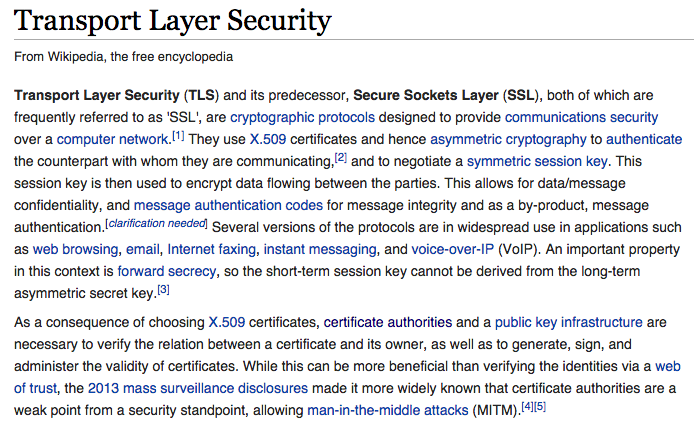 Transport Layer Security
From Wikipedia, the free encyclopedia
Transport Layer Security (TLS) and its predecessor, Secure Sockets Layer (SSL), both of which are
frequently referred to as 'SSL', are cryptographic protocols designed to provide communications security
over a computer network.[1] They use X.509 certificates and hence asymmetric cryptography to authenticate
the counterpart with whom they are communicating,[2] and to negotiate a symmetric session key. This
session key is then used to encrypt data flowing between the parties. This allows for data/message
confidentiality, and message authentication codes for message integrity and as a by-product, message
authentication.[clarification needed] Several versions of the protocols are in widespread use in applications such
as web browsing, email, Internet faxing, instant messaging, and voice-over-IP (VoIP). An important property
in this context is forward secrecy, so the short-term session key cannot be derived from the long-term
asymmetric secret key.[3]
As a consequence of choosing X.509 certificates, certificate authorities and a public key infrastructure are
necessary to verify the relation between a certificate and its owner, as well as to generate, sign, and
administer the validity of certificates. While this can be more beneficial than verifying the identities via a web
of trust, the 2013 mass surveillance disclosures made it more widely known that certificate authorities are a
weak point from a security standpoint, allowing man-in-the-middle attacks (MITM).[4][5]